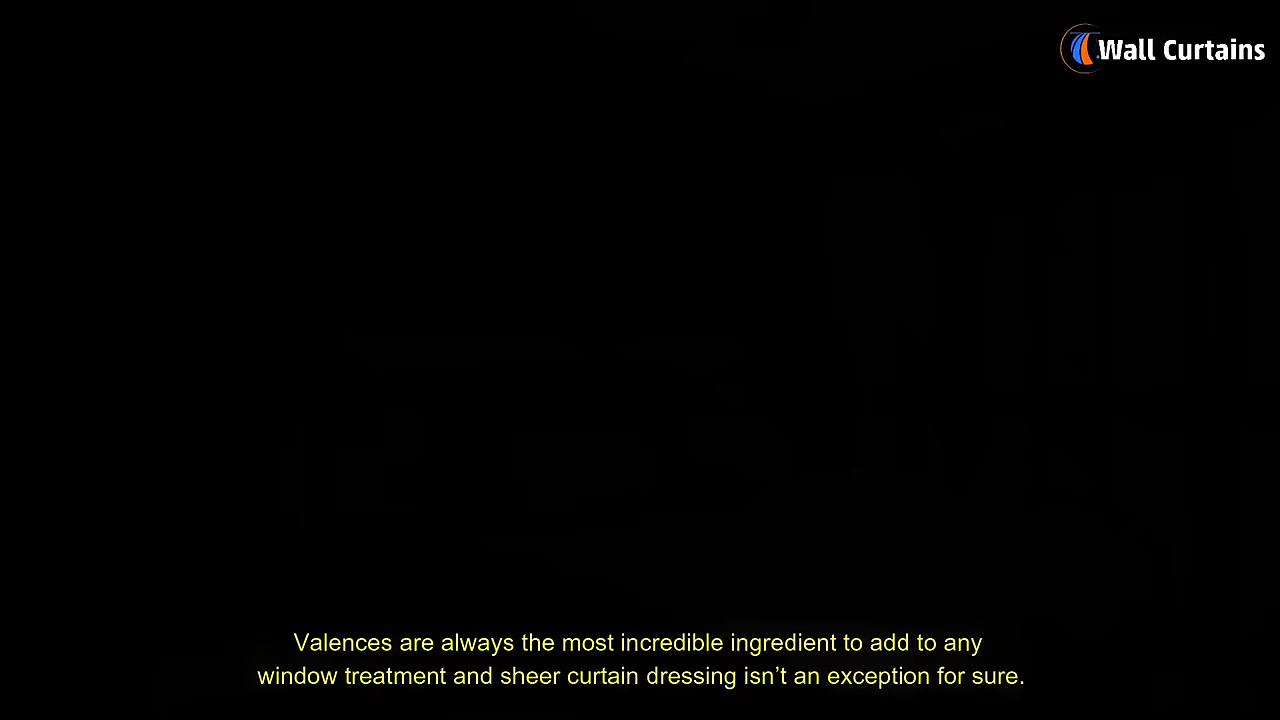 Wall Curtains
Valences are always the most incredible ingredient to add to any
window treatment and sheer curtain dressing isn’t an exception for sure.